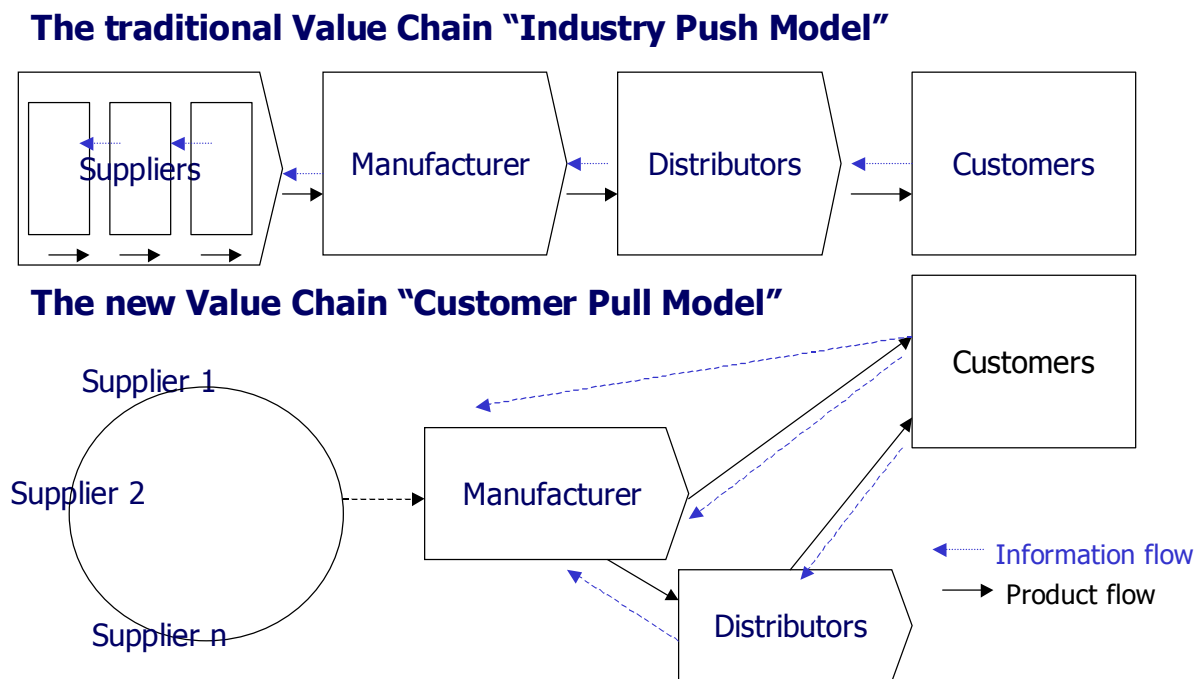 The traditional Value Chain “Industry Push Model”
Suppliers
Manufacturer
Distributors
Customers
The new Value Chain “Customer Pull Model”
Customers
Supplier 1
Supplier 2
Manufacturer
Information flow
Product flow
Distributors
Supplier n